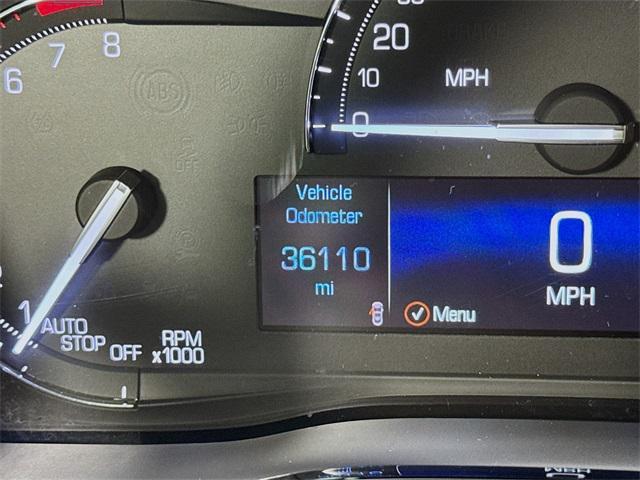 8
7
6
1
AUTO
STOP
OFF
RPM
x1000
ABS
OFF
20
10
0
MPH
Vehicle
Odometer
36110
mi
Menu
0
MPH